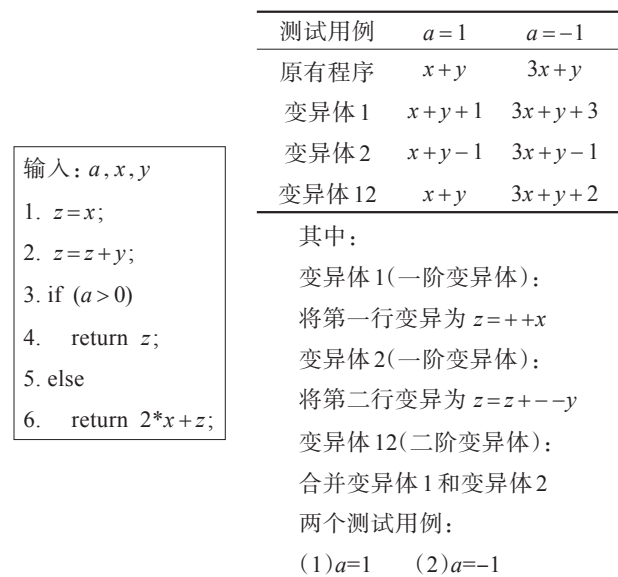 测试用例 a=1 a=−1
原有程序 x+y 3x+y
变异体1 x+y+1 3x+y+3
变异体2 x+y−1 3x+y−1
变异体12 x+y 3x+y+2
输入：a,x,y
1. z=x;
2. z=z+y;
3. if (a>0)
4. return z;
5. else
6. return 2*x+z;
其中：
变异体1(一阶变异体)：
将第一行变异为 z=++x
变异体2(一阶变异体)：
将第二行变异为 z=z+−−y
变异体12(二阶变异体)：
合并变异体1和变异体2
两个测试用例：
(1)a=1 (2)a=−1